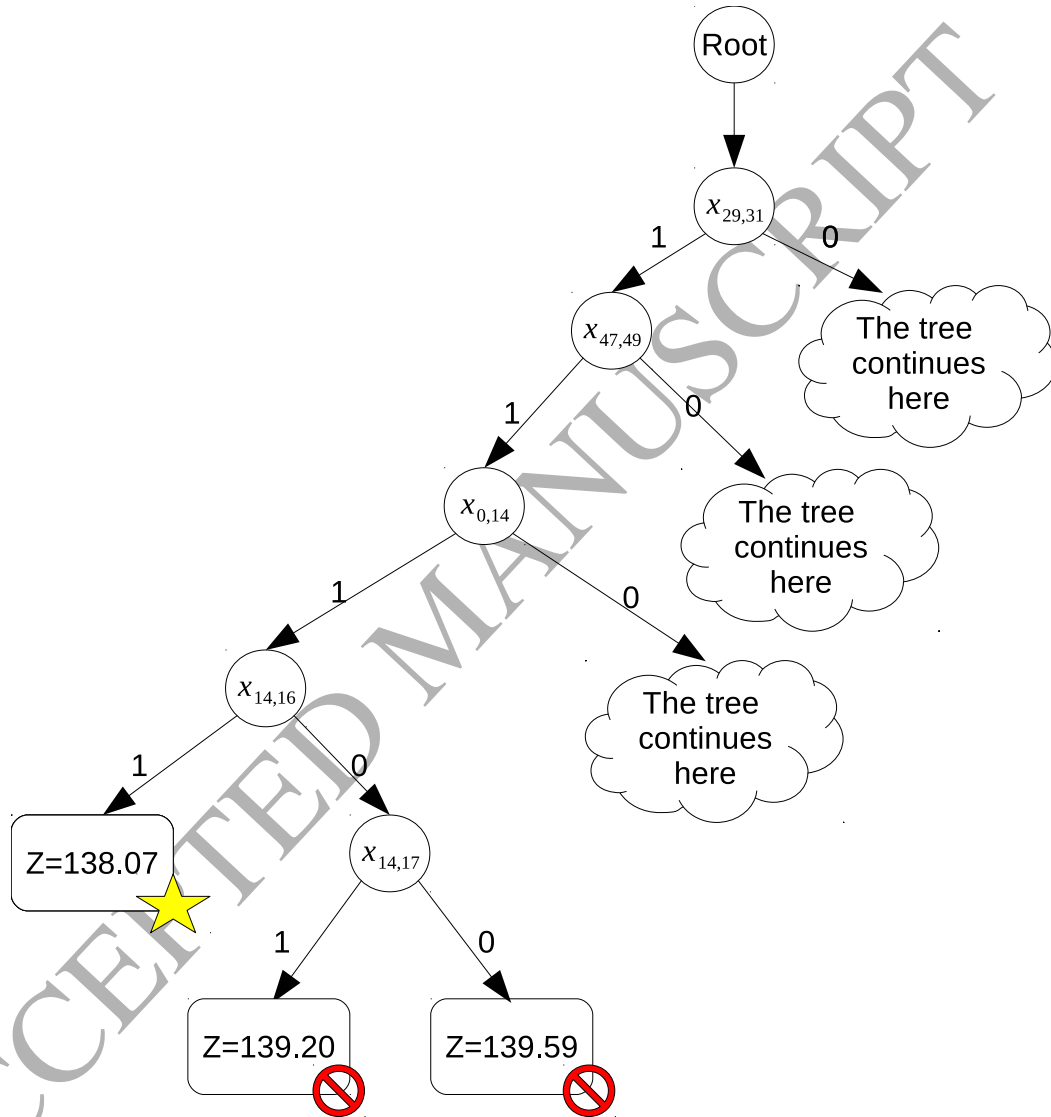 Root
x29,31
1
0
x47,49
The tree
continues
here
1
0
x0,14
The tree
continues
here
1
0
x14,16
The tree
continues
here
1
0
Z=138.07
x14,17
1
0
Z=139.20
Z=139.59
CCEPTED MANUSCRIPT